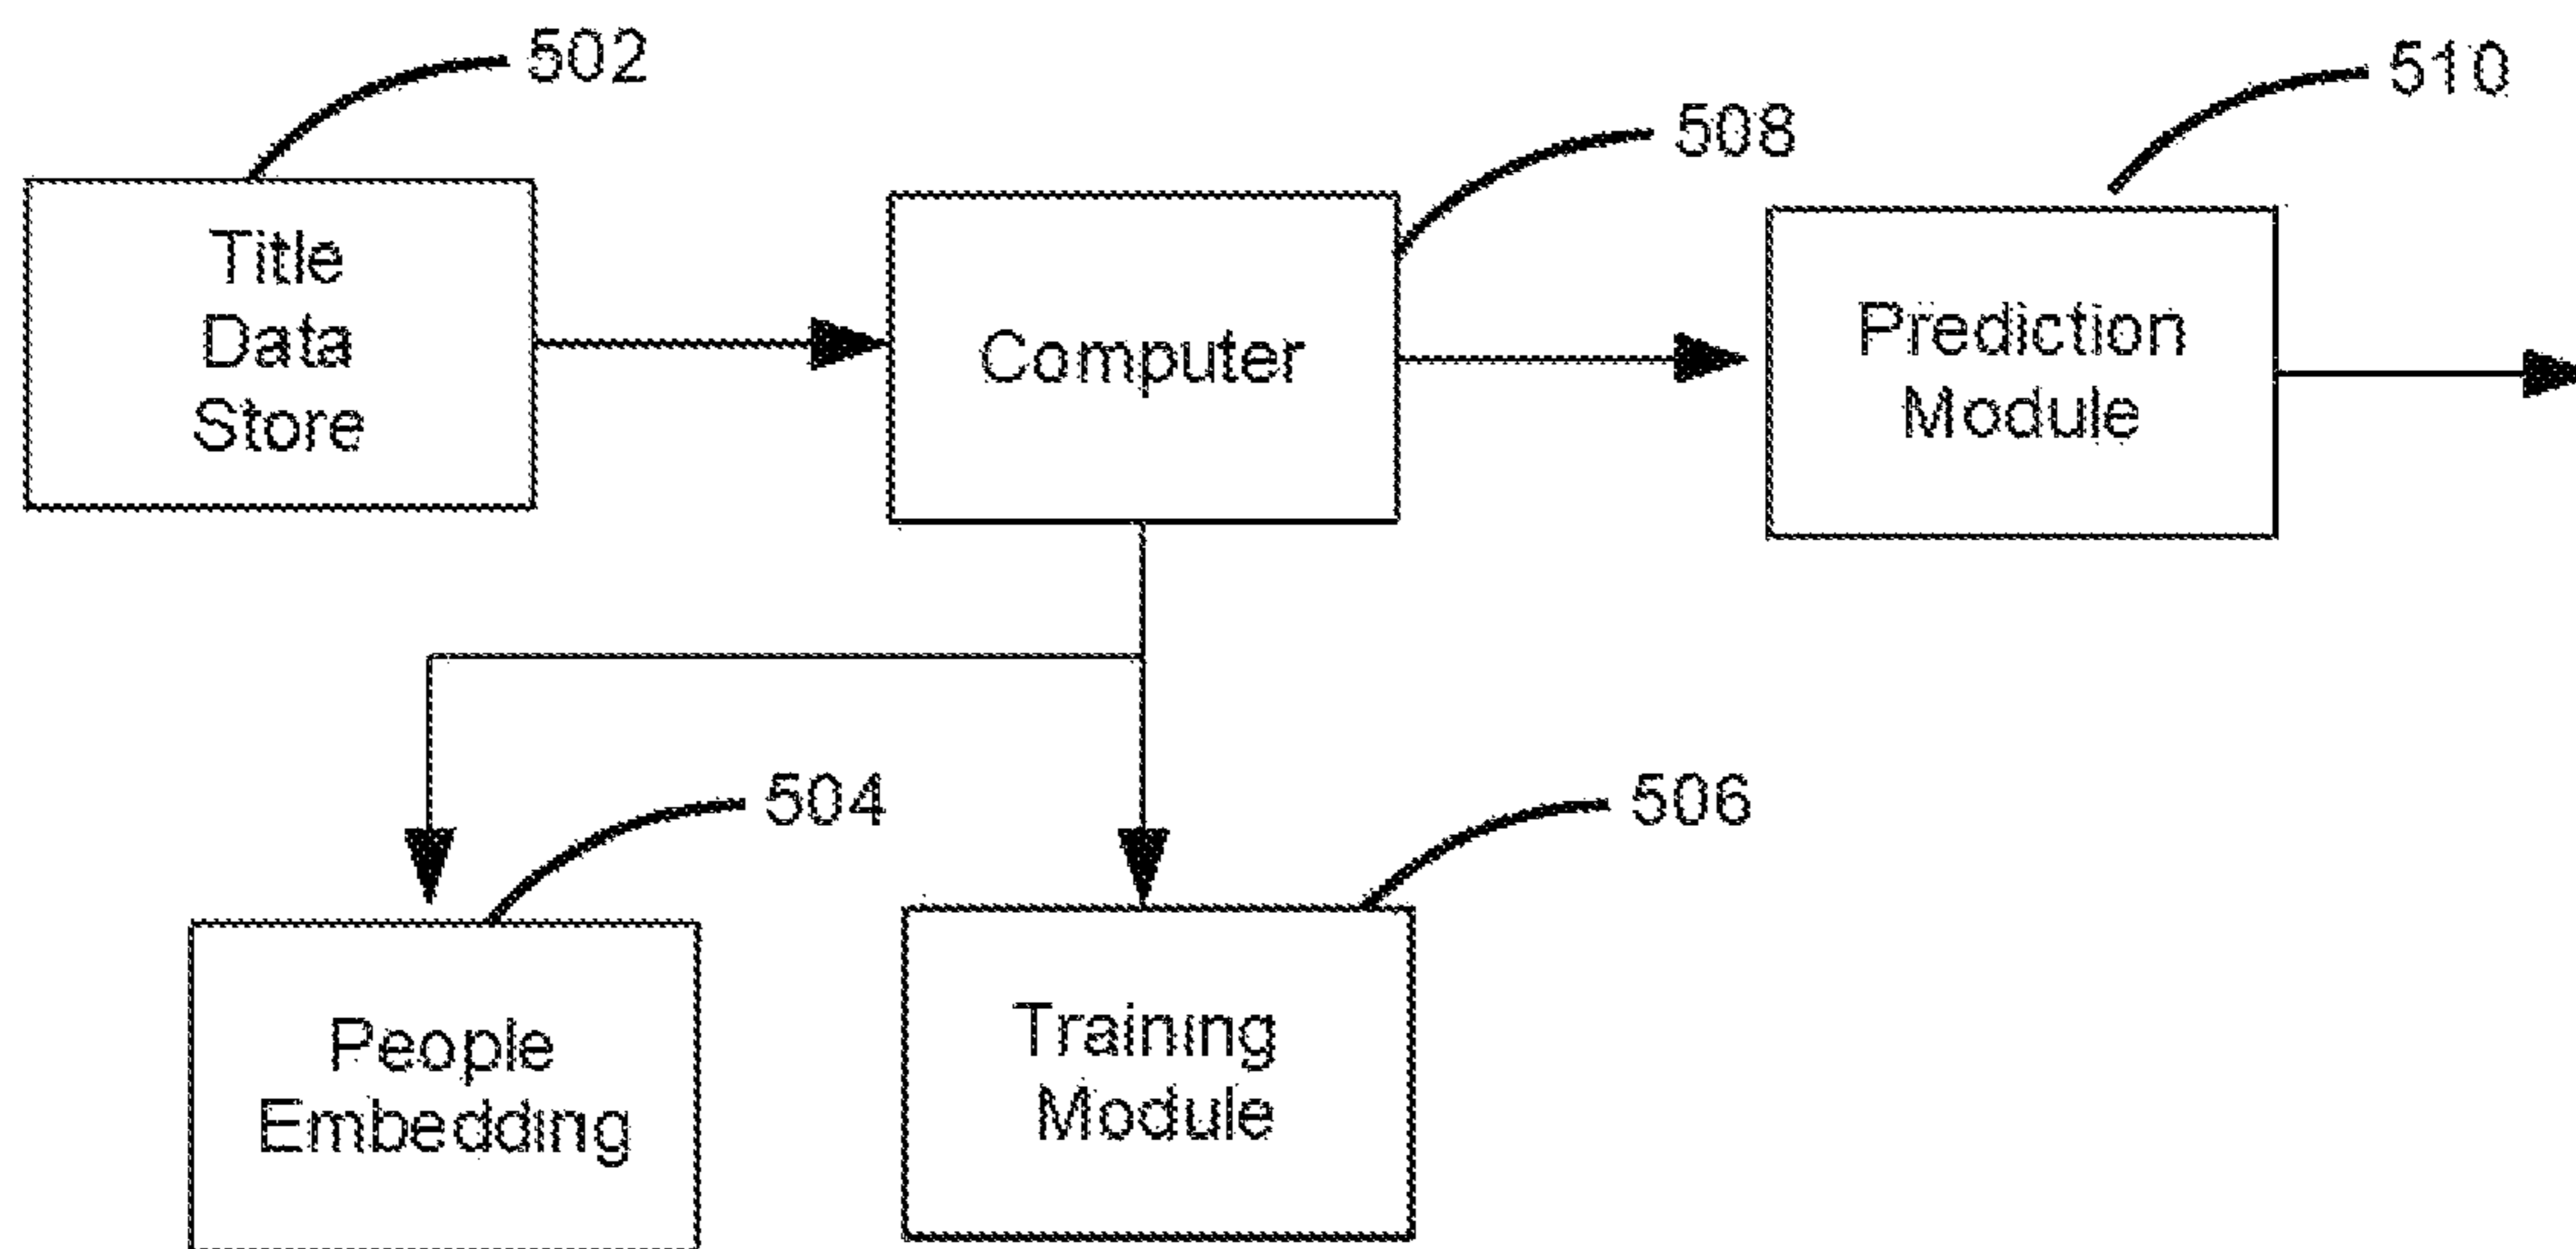 502
510
508
Title
Data
Store
Computer
Prediction
Module
504
506
People
Embedding
Training
Module